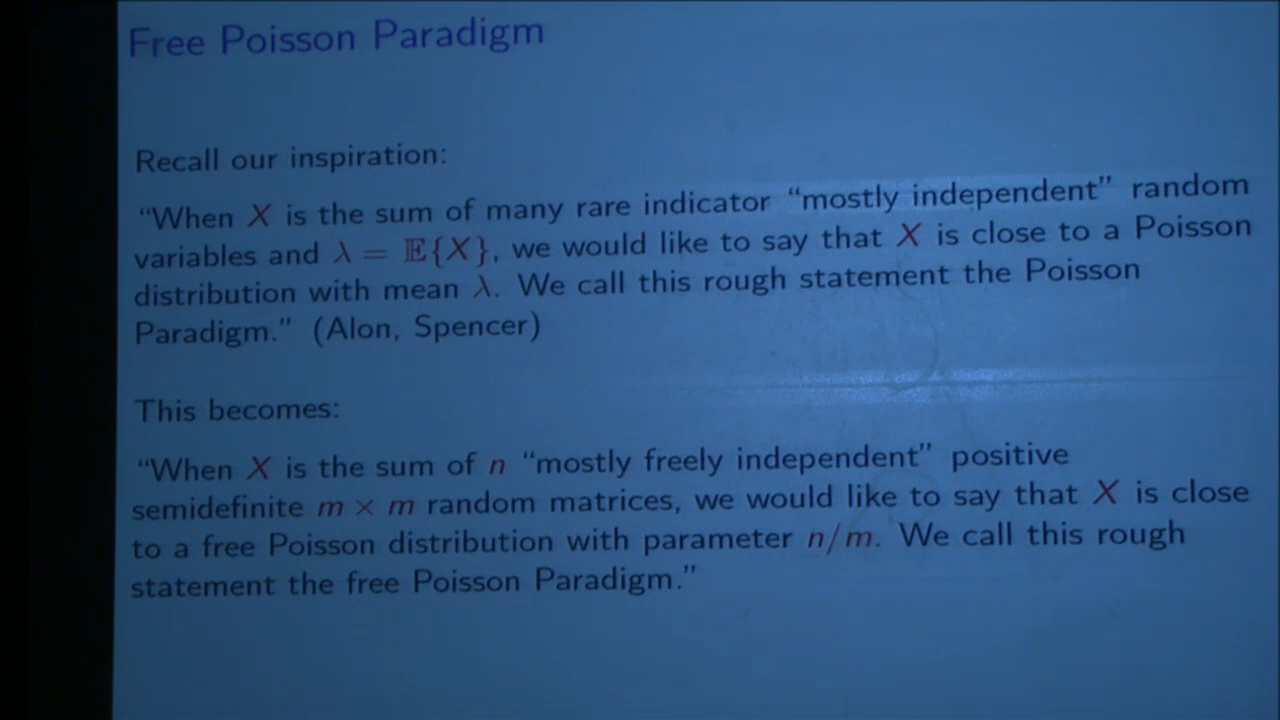 Free Poisson Paradigm
Recall our inspiration:
“When X is the sum of many rare indicator “mostly independent” random
variables and λ = 𝔼{X}, we would like to say that X is close to a Poisson
distribution with mean λ. We call this rough statement the Poisson
Paradigm.” (Alon, Spencer)
This becomes:
“When X is the sum of n “mostly freely independent” positive
semidefinite m × m random matrices, we would like to say that X is close
to a free Poisson distribution with parameter n/m. We call this rough
statement the free Poisson Paradigm.”